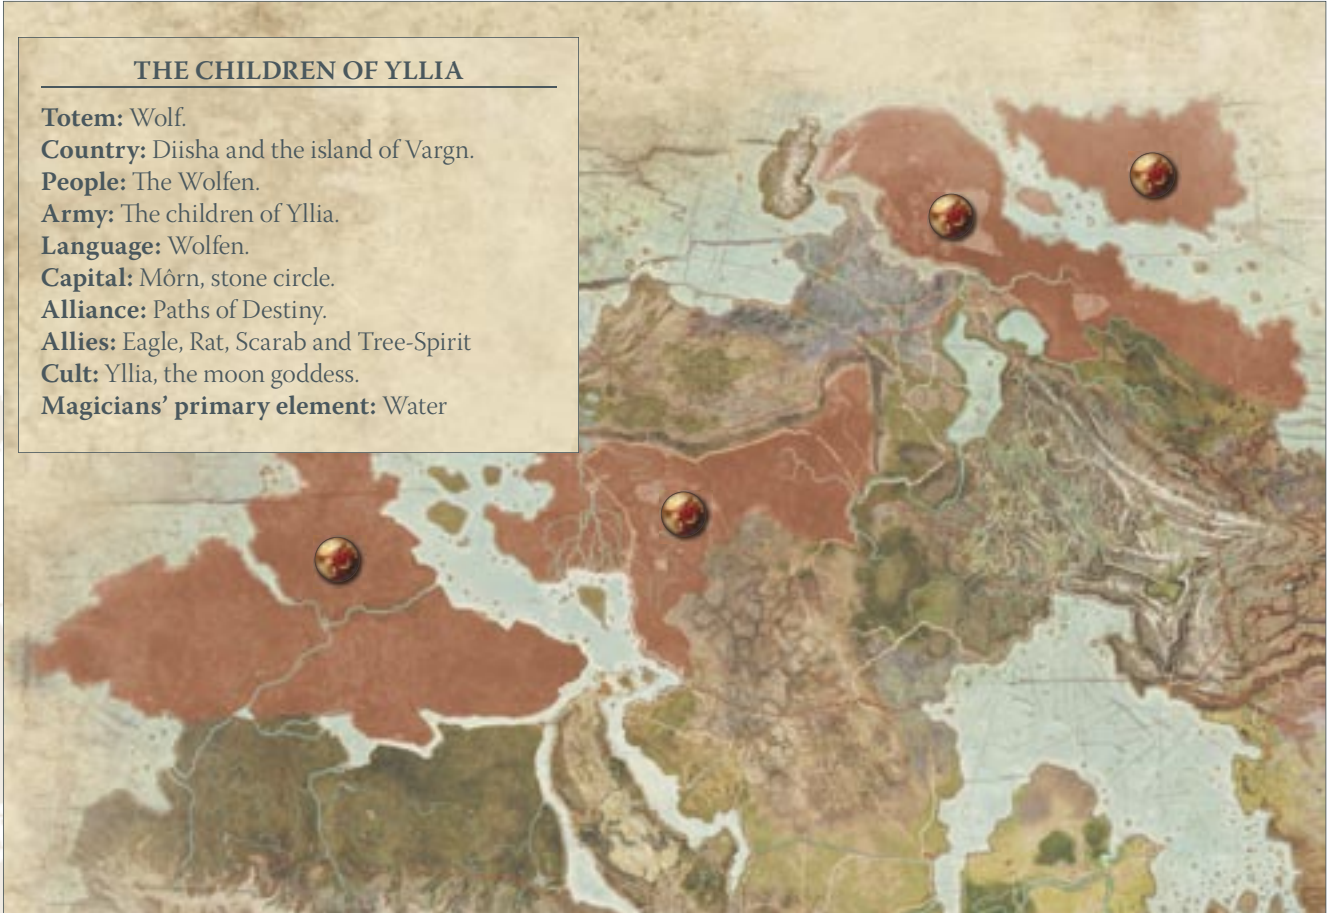 THE CHILDREN OF YLLIA
Totem: Wolf.
Country: Diisha and the island of Vargn.
People: The Wolfen.
Army: The children of Yllia.
Language: Wolfen.
Capital: Môrn, stone circle.
Alliance: Paths of Destiny.
Allies: Eagle, Rat, Scarab and Tree-Spirit
Cult: Yllia, the moon goddess.
Magicians’ primary element: Water